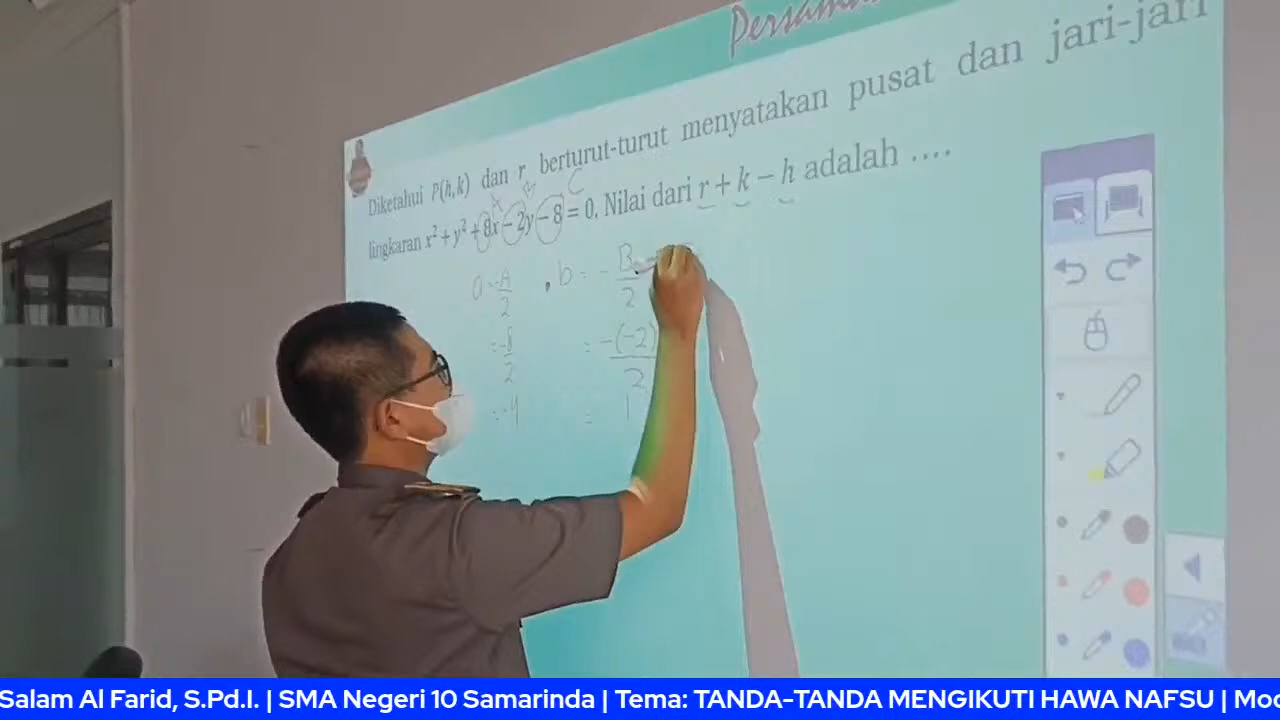 Diketahui P(h,k) dan r berturut-turut menyatakan pusat dan jari-jari
lingkaran x² + y² + 8x − 2y − 8 = 0. Nilai dari r + k − h adalah ....
C
a = -A/2
= -8/2
= -4
b = - B/2
= -(-2)/2
= 1
Salam Al Farid, S.Pd.I. | SMA Negeri 10 Samarinda | Tema: TANDA-TANDA MENGIKUTI HAWA NAFSU |